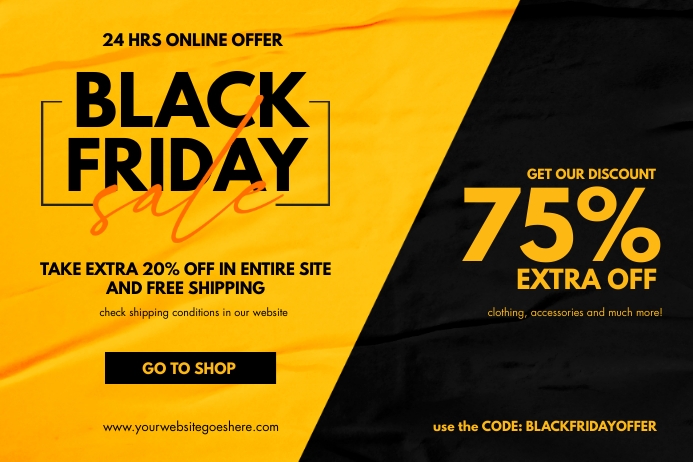 24 HRS ONLINE OFFER
BLACK
FRIDAY
sale
TAKE EXTRA 20% OFF IN ENTIRE SITE
AND FREE SHIPPING
check shipping conditions in our website
GO TO SHOP
www.yourwebsitegoeshere.com
GET OUR DISCOUNT
75%
EXTRA OFF
clothing, accessories and much more!
use the CODE: BLACKFRIDAYOFFER